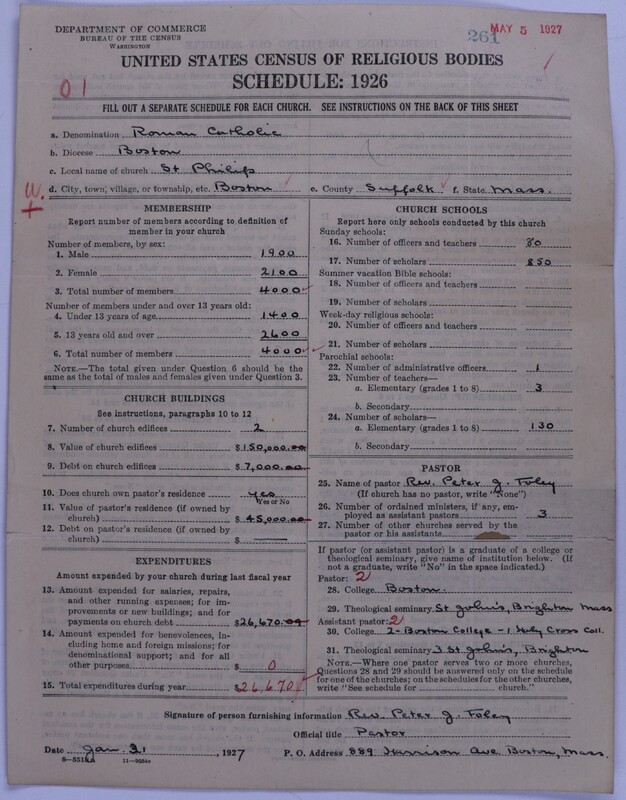 DEPARTMENT OF COMMERCE
BUREAU OF THE CENSUS
WASHINGTON
261
MAY 5 1927
UNITED STATES CENSUS OF RELIGIOUS BODIES
SCHEDULE: 1926
01
FILL OUT A SEPARATE SCHEDULE FOR EACH CHURCH. SEE INSTRUCTIONS ON THE BACK OF THIS SHEET
a. Denomination Roman Catholic
b. Diocese Boston
c. Local name of church St Philip's
d. City, town, village, or township, etc. Boston e. County Suffolk f. State Mass.
MEMBERSHIP
Report number of members according to definition of
member in your church
Number of members, by sex:
1. Male 1900
2. Female 2100
3. Total number of members 4000
Number of members under and over 13 years old:
4. Under 13 years of age 1400
5. 13 years old and over 2600
6. Total number of members 4000
NOTE.—The total given under Question 6 should be
the same as the total of males and females given under Question 3.
CHURCH BUILDINGS
See instructions, paragraphs 10 to 12
7. Number of church edifices 2
8. Value of church edifices $150,000.00
9. Debt on church edifices $7,000.00
10. Does church own pastor's residence yes
Yes or No
11. Value of pastor's residence (if owned by
church) $45,000.00
12. Debt on pastor's residence (if owned by
church) $ —
EXPENDITURES
Amount expended by your church during last fiscal year
13. Amount expended for salaries, repairs,
and other running expenses; for im-
provements or new buildings; and for
payments on church debt $26,670.09
14. Amount expended for benevolences, in-
cluding home and foreign missions; for
denominational support; and for all
other purposes $ 0
15. Total expenditures during year $26,670
CHURCH SCHOOLS
Report here only schools conducted by this church
Sunday schools:
16. Number of officers and teachers 80
17. Number of scholars 850
Summer vacation Bible schools:
18. Number of officers and teachers
19. Number of scholars
Week-day religious schools:
20. Number of officers and teachers
21. Number of scholars
Parochial schools:
22. Number of administrative officers 1
23. Number of teachers—
a. Elementary (grades 1 to 8) 3
b. Secondary
24. Number of scholars—
a. Elementary (grades 1 to 8) 130
b. Secondary
PASTOR
25. Name of pastor Rev. Peter J. Foley
(If church has no pastor, write "None")
26. Number of ordained ministers, if any, em-
ployed as assistant pastors 3
27. Number of other churches served by the
pastor or his assistants
If pastor (or assistant pastor) is a graduate of a college or
theological seminary, give name of institution below. (If
not a graduate, write "No" in the space indicated.)
Pastor: 2
28. College Boston.
29. Theological seminary St John's, Brighton Mass
Assistant pastor: 2
30. College 2-Boston College - 1 Holy Cross Coll.
31. Theological seminary 3 St. John's, Brighton
NOTE.—Where one pastor serves two or more churches,
Questions 28 and 29 should be answered only on the schedule
for one of the churches; on the schedules for the other churches,
write "See schedule for church."
Signature of person furnishing information Rev. Peter J. Foley
Official title Pastor
Date Jan. 31, 1927 P. O. Address 889 Harrison Ave Boston, Mass.